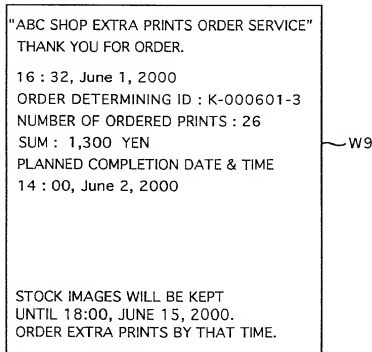 "ABC SHOP EXTRA PRINTS ORDER SERVICE"
THANK YOU FOR ORDER.
16 : 32, June 1, 2000
ORDER DETERMINING ID : K-000601-3
NUMBER OF ORDERED PRINTS : 26
SUM : 1,300 YEN
W9
PLANNED COMPLETION DATE & TIME
14 : 00, June 2, 2000
STOCK IMAGES WILL BE KEPT
UNTIL 18:00, JUNE 15, 2000.
ORDER EXTRA PRINTS BY THAT TIME.